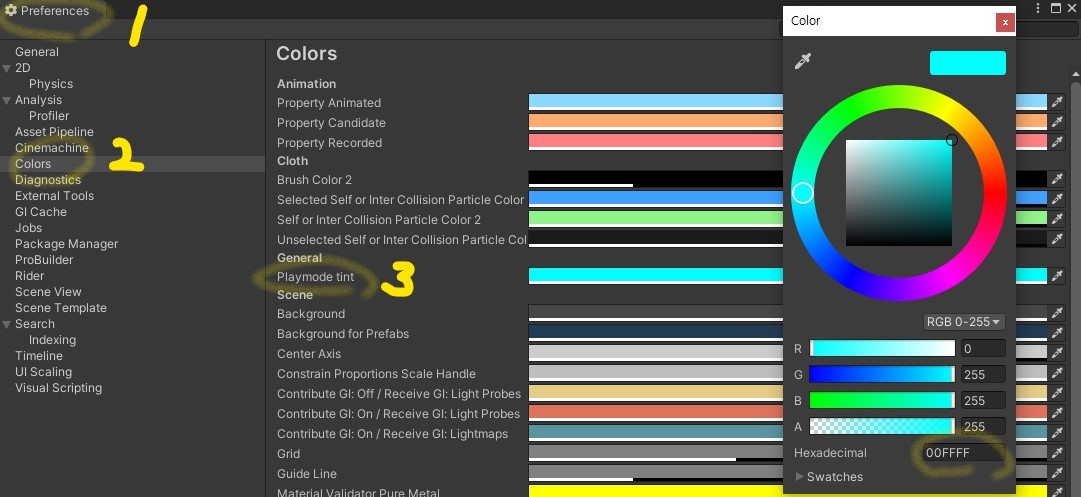 Preferences
1
General
2D
Physics
Analysis
Profiler
Asset Pipeline
Cinemachine
Colors
2
Diagnostics
External Tools
GI Cache
Jobs
Package Manager
ProBuilder
Rider
Scene View
Scene Template
Search
Indexing
Timeline
UI Scaling
Visual Scripting
Colors
Animation
Property Animated
Property Candidate
Property Recorded
Cloth
Brush Color 2
Selected Self or Inter Collision Particle Color
Self or Inter Collision Particle Color 2
Unselected Self or Inter Collision Particle Col
General
Playmode tint
3
Scene
Background
Background for Prefabs
Center Axis
Constrain Proportions Scale Handle
Contribute GI: Off / Receive GI: Light Probes
Contribute GI: On / Receive GI: Light Probes
Contribute GI: On / Receive GI: Lightmaps
Grid
Guide Line
Material Validator Pure Metal
Color
x
RGB 0-255
R 0
G 255
B 255
A 255
Hexadecimal 00FFFF
Swatches